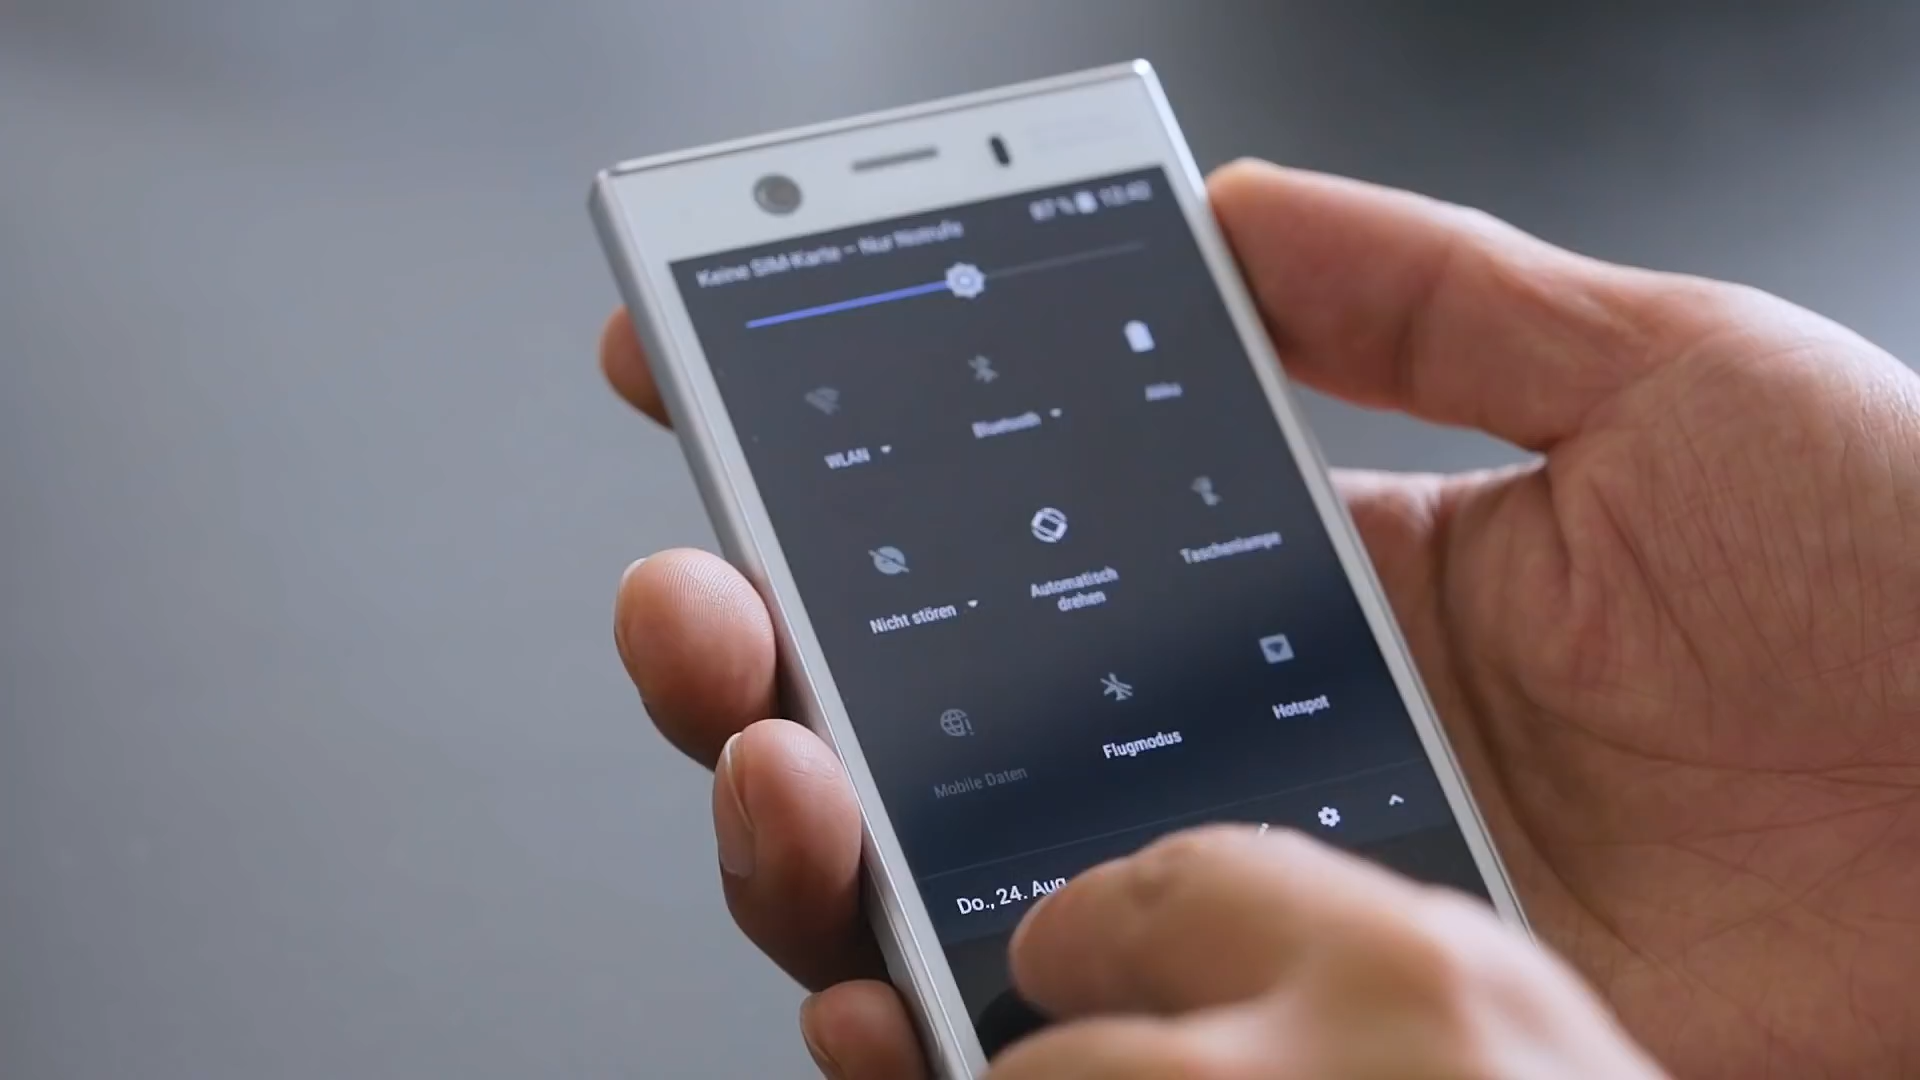 Keine SIM-Karte – Nur Notrufe
WLAN
Bluetooth
Akku
Nicht stören
Automatisch
drehen
Taschenlampe
Mobile Daten
Flugmodus
Hotspot
Do., 24. Aug.